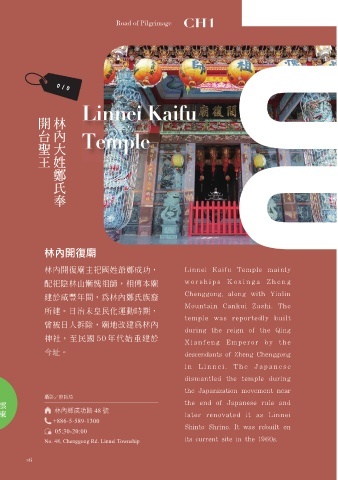 Road of Pilgrimage CH1
010
Linnei Kaifu
Temple
林內大姓鄭氏奉
開台聖王
開復廟
林內開復廟
林內開復廟主祀國姓爺鄭成功，
配祀陰林山慚愧祖師，相傳本廟
建於咸豐年間，為林內鄭氏族裔
所建。日治末皇民化運動時期，
曾被日人拆除，廟地改建為林內
神社，至民國50年代始重建於
今址。
林內鄉成功路48號
+886-5-589-1300
05:30-20:00
No. 48, Chenggong Rd. Linnei Township
Linnei Kaifu Temple mainly
worships Koxinga Zheng
Chenggong, along with Yinlin
Mountain Cankui Zushi. The
temple was reportedly built
during the reign of the Qing
Xianfeng Emperor by the
descendants of Zheng Chenggong
in Linnei. The Japanese
dismantled the temple during
the Japanization movement near
the end of Japanese rule and
later renovated it as Linnei
Shinto Shrine. It was rebuilt on
its current site in the 1960s.